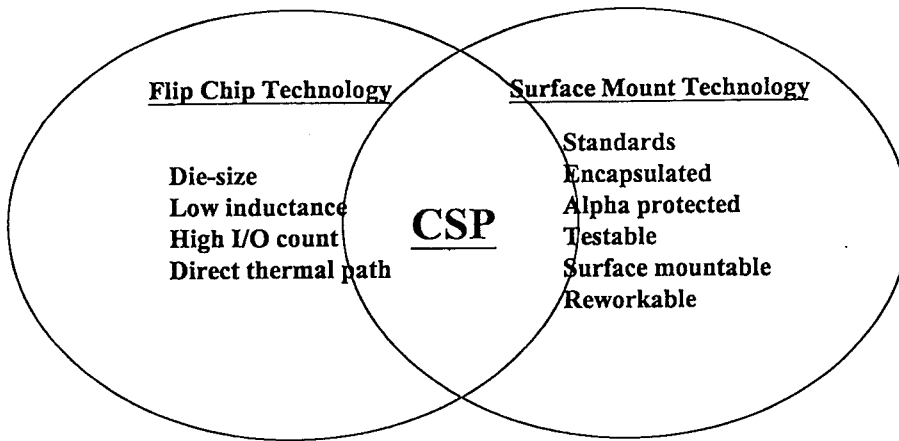 Flip Chip Technology
Die-size
Low inductance
High I/O count
Direct thermal path
CSP
Surface Mount Technology
Standards
Encapsulated
Alpha protected
Testable
Surface mountable
Reworkable